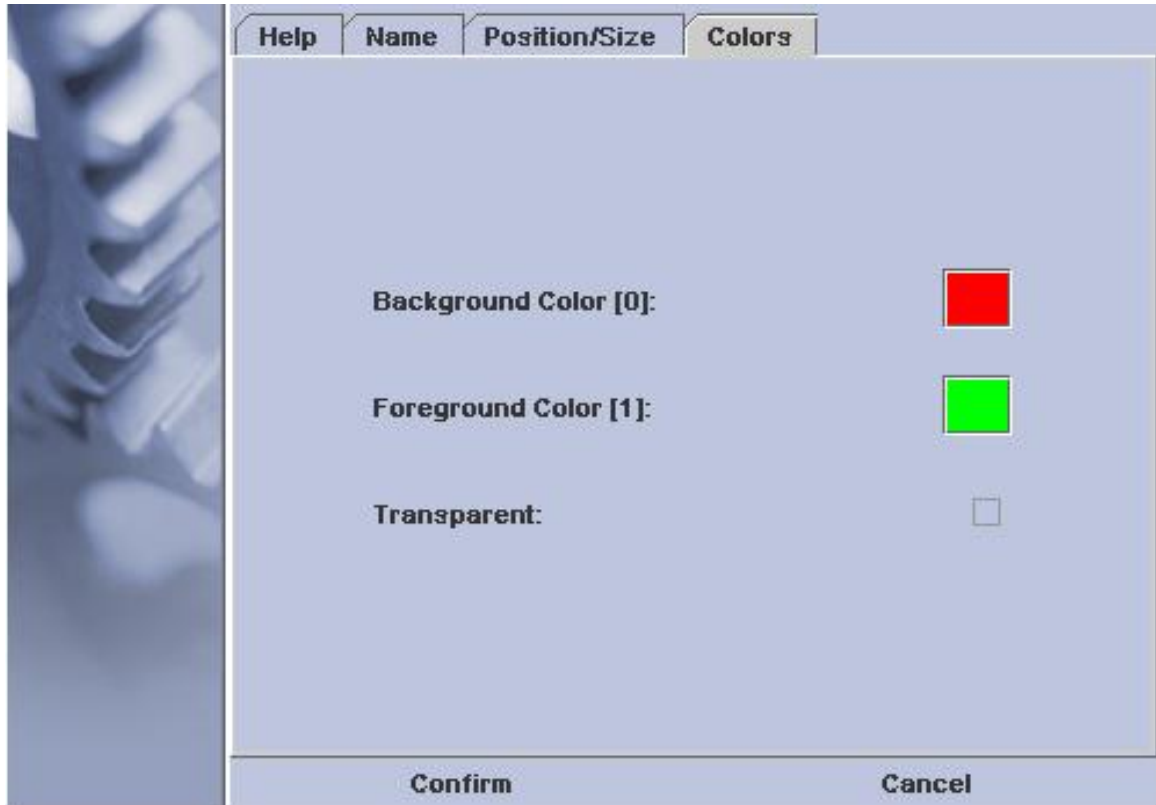 Help Name Position/Size Colors
Background Color [0]:
Foreground Color [1]:
Transparent:
Confirm Cancel